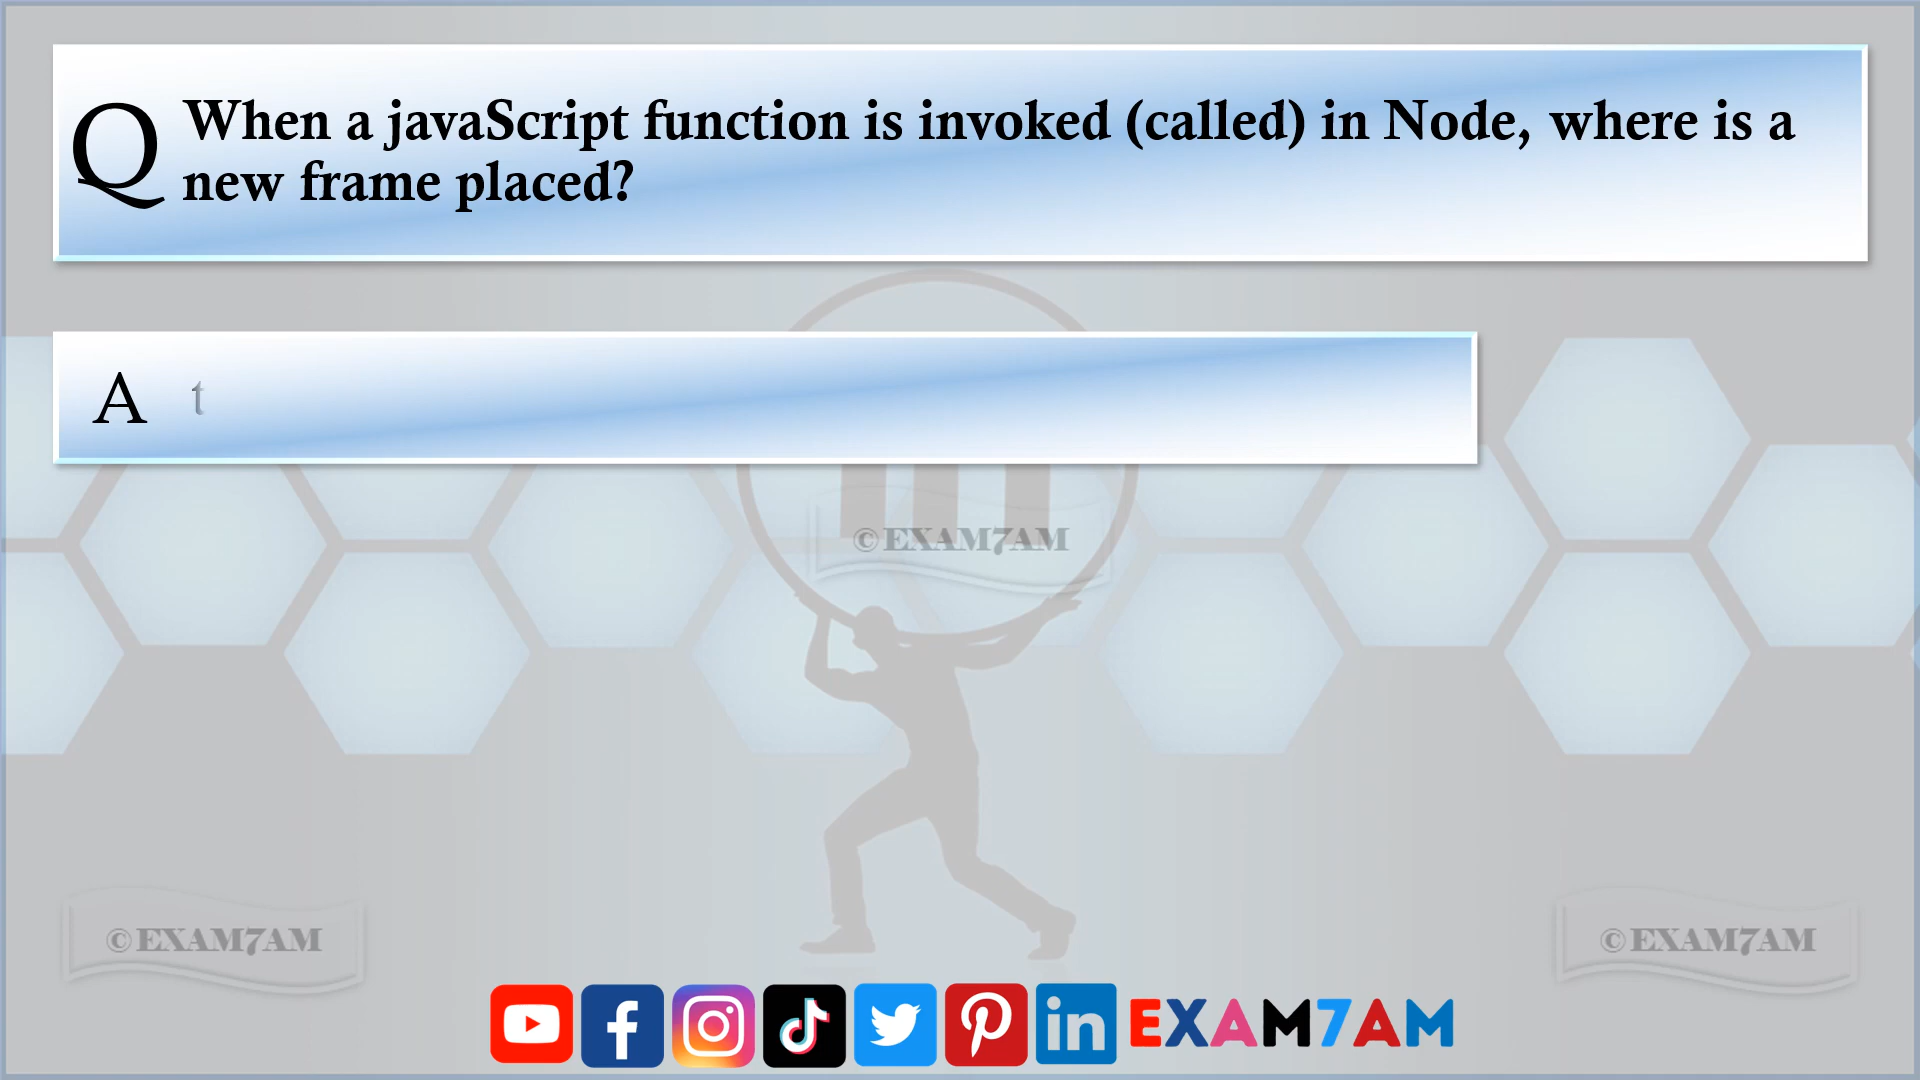 Q When a javaScript function is invoked (called) in Node, where is a
new frame placed?
A t
©EXAM7AM
©EXAM7AM
©EXAM7AM
EXAM7AM